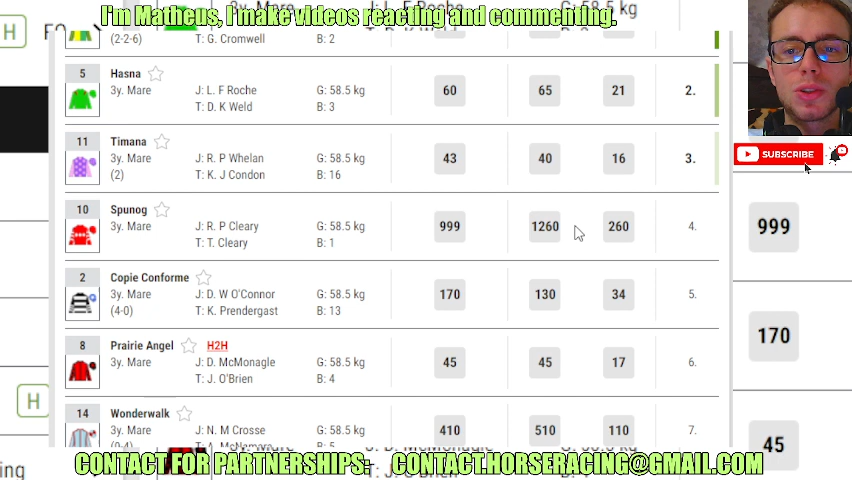 I'm Matheus, I make videos reacting and commenting.
H
(2-2-6) T: G. Cromwell B: 2
5 Hasna
3y. Mare J: L. F Roche G: 58.5 kg 60 65 21 2.
T: D. K Weld B: 3
11 Timana
3y. Mare J: R. P Whelan G: 58.5 kg 43 40 16 3.
(2) T: K. J Condon B: 16
SUBSCRIBE
10 Spunog
3y. Mare J: R. P Cleary G: 58.5 kg 999 1260 260 4. 999
T: T. Cleary B: 1
2 Copie Conforme
3y. Mare J: D. W O'Connor G: 58.5 kg 170 130 34 5. 170
(4-0) T: K. Prendergast B: 13
8 Prairie Angel H2H
3y. Mare J: D. McMonagle G: 58.5 kg 45 45 17 6.
T: J. O'Brien B: 4
H
14 Wonderwalk
3y. Mare J: N. M Crosse G: 58.5 kg 410 510 110 7. 45
CONTACT FOR PARTNERSHIPS: CONTACT.HORSERACING@GMAIL.COM
ing T: J. O'Brien B: 4